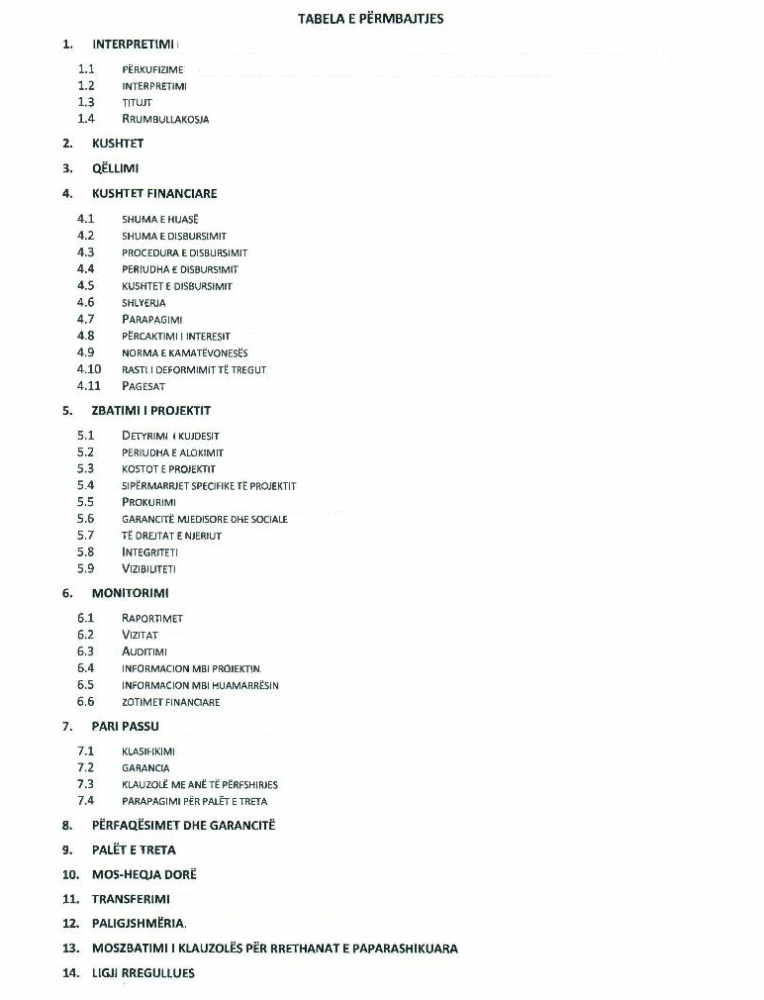 TABELA E PËRMBAJTJES
1. INTERPRETIMI
1.1 PËRKUFIZIME
1.2 INTERPRETIMI
1.3 TITUJT
1.4 RRUMBULLAKOSJA
2. KUSHTET
3. QËLLIMI
4. KUSHTET FINANCIARE
4.1 SHUMA E HUASË
4.2 SHUMA E DISBURSIMIT
4.3 PROCEDURA E DISBURSIMIT
4.4 PERIUDHA E DISBURSIMIT
4.5 KUSHTET E DISBURSIMIT
4.6 SHLYERJA
4.7 PARAPAGIMI
4.8 PËRCAKTIMI I INTERESIT
4.9 NORMA E KAMATËVONESËS
4.10 RASTI I DEFORMIMIT TË TREGUT
4.11 PAGESAT
5. ZBATIMI I PROJEKTIT
5.1 DETYRIMI I KUJDESIT
5.2 PERIUDHA E ALOKIMIT
5.3 KOSTOT E PROJEKTIT
5.4 SIPËRMARRJET SPECIFIKE TË PROJEKTIT
5.5 PROKURIMI
5.6 GARANCITË MJEDISORE DHE SOCIALE
5.7 TË DREJTAT E NJERIUT
5.8 INTEGRITETI
5.9 VIZIBILITETI
6. MONITORIMI
6.1 RAPORTIMET
6.2 VIZITAT
6.3 AUDITIMI
6.4 INFORMACION MBI PROJEKTIN
6.5 INFORMACION MBI HUAMARRËSIN
6.6 ZOTIMET FINANCIARE
7. PARI PASSU
7.1 KLASIFIKIMI
7.2 GARANCIA
7.3 KLAUZOLË ME ANË TË PËRFSHIRJES
7.4 PARAPAGIMI PËR PALËT E TRETA
8. PËRFAQËSIMET DHE GARANCITË
9. PALËT E TRETA
10. MOS-HEQJA DORË
11. TRANSFERIMI
12. PALIGJSHMËRIA.
13. MOSZBATIMI I KLAUZOLËS PËR RRETHANAT E PAPARASHIKUARA
14. LIGJI RREGULLUES